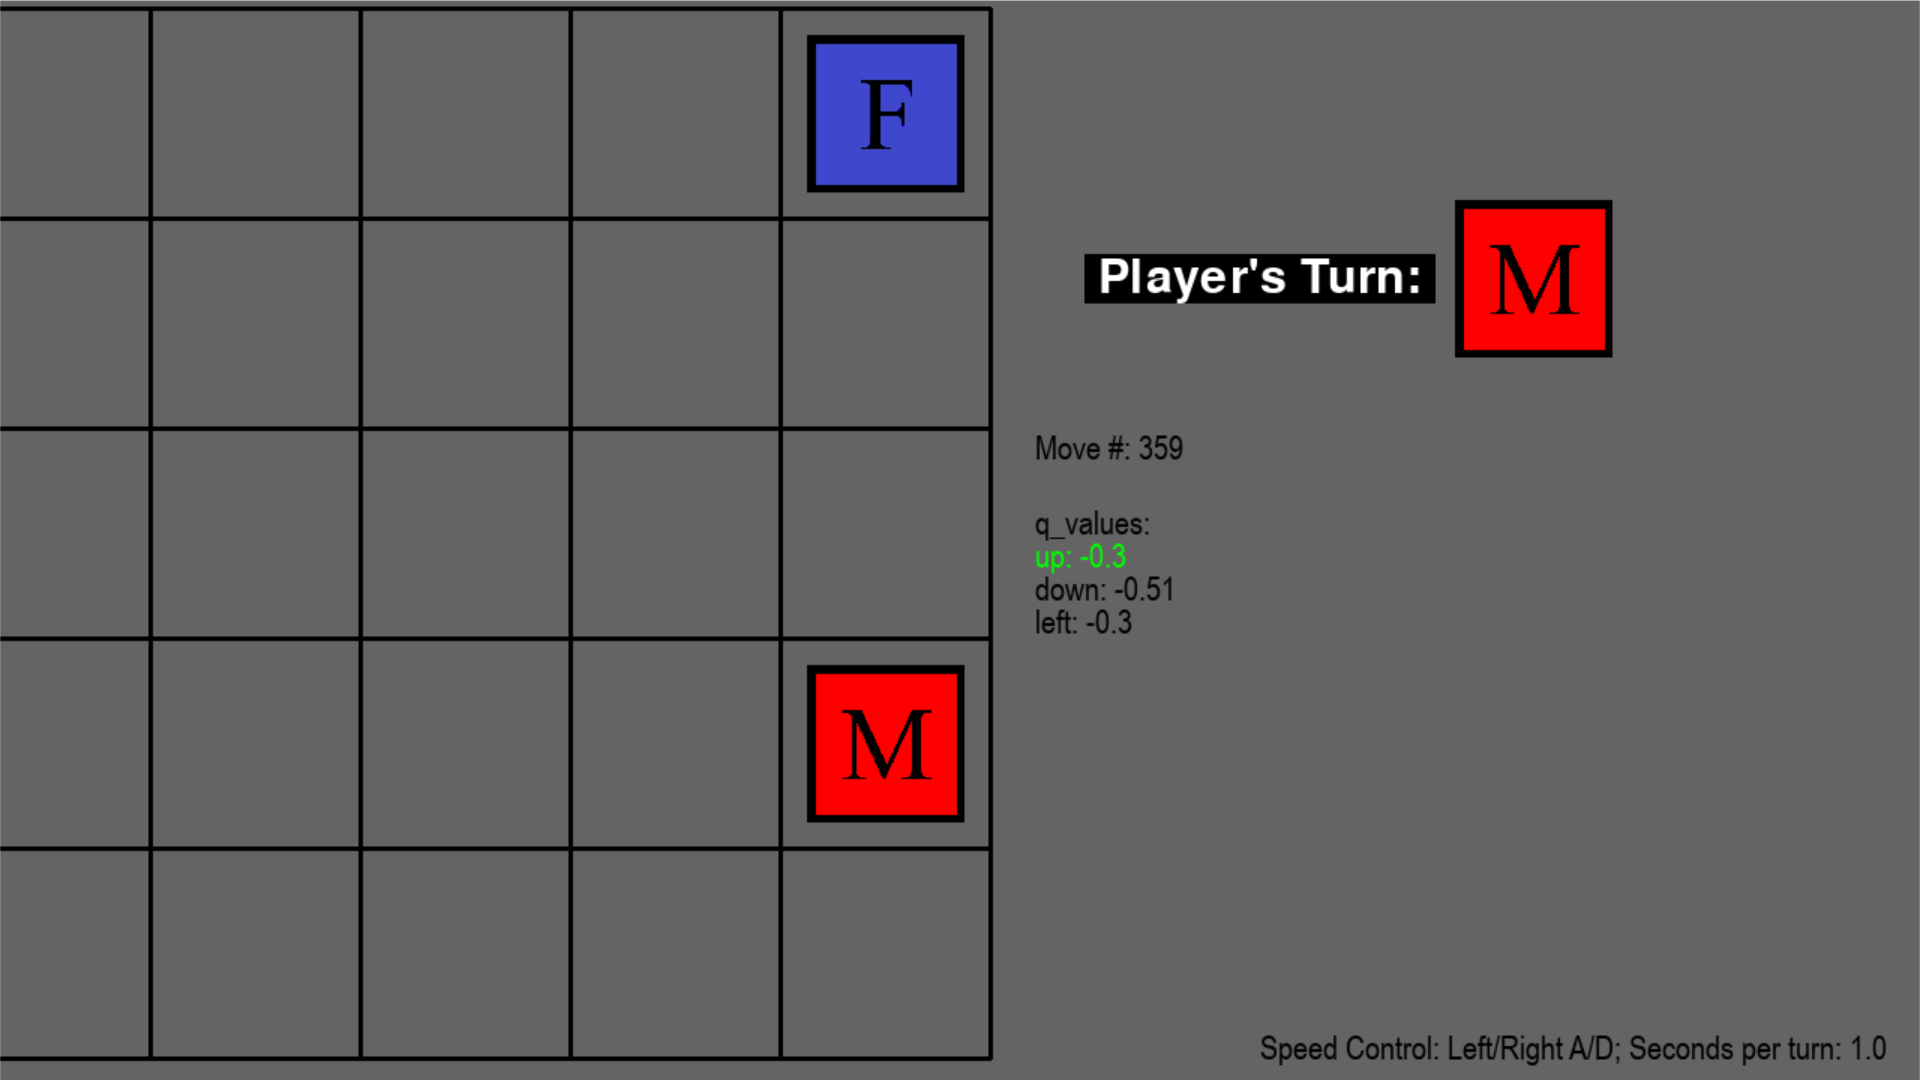 F
Player's Turn:
M
Move #: 359
q_values:
up: -0.3
down: -0.51
left: -0.3
M
Speed Control: Left/Right A/D; Seconds per turn: 1.0